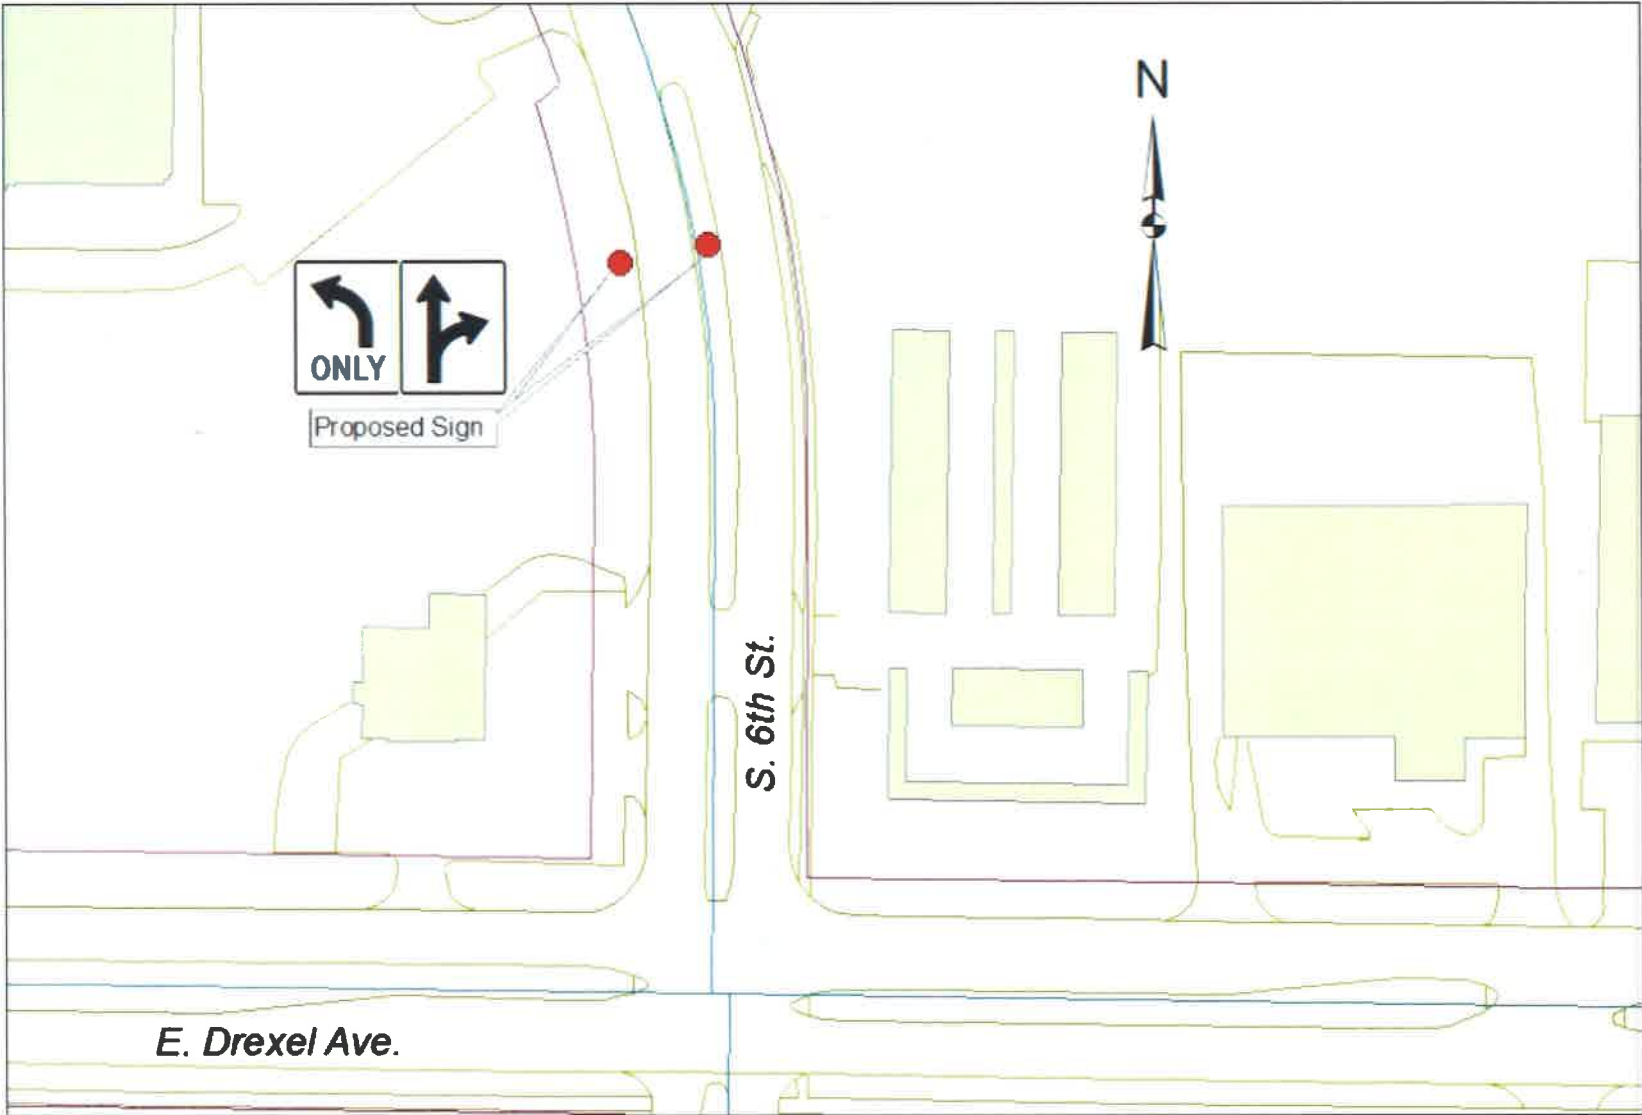 N
ONLY
Proposed Sign
S. 6th St.
E. Drexel Ave.